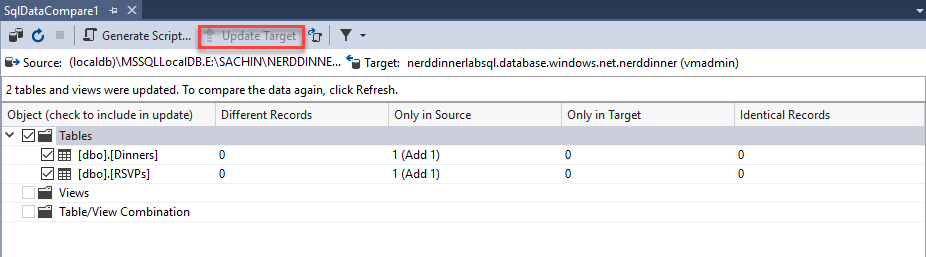 SqlDataCompare1
Generate Script... Update Target
Source: (localdb)\MSSQLLocalDB.E:\SACHIN\NERDDINNE... Target: nerddinnerlabsql.database.windows.net.nerddinner (vmadmin)
2 tables and views were updated. To compare the data again, click Refresh.
Object (check to include in update) Different Records Only in Source Only in Target Identical Records
Tables
[dbo].[Dinners] 0 1 (Add 1) 0 0
[dbo].[RSVPs] 0 1 (Add 1) 0 0
Views
Table/View Combination